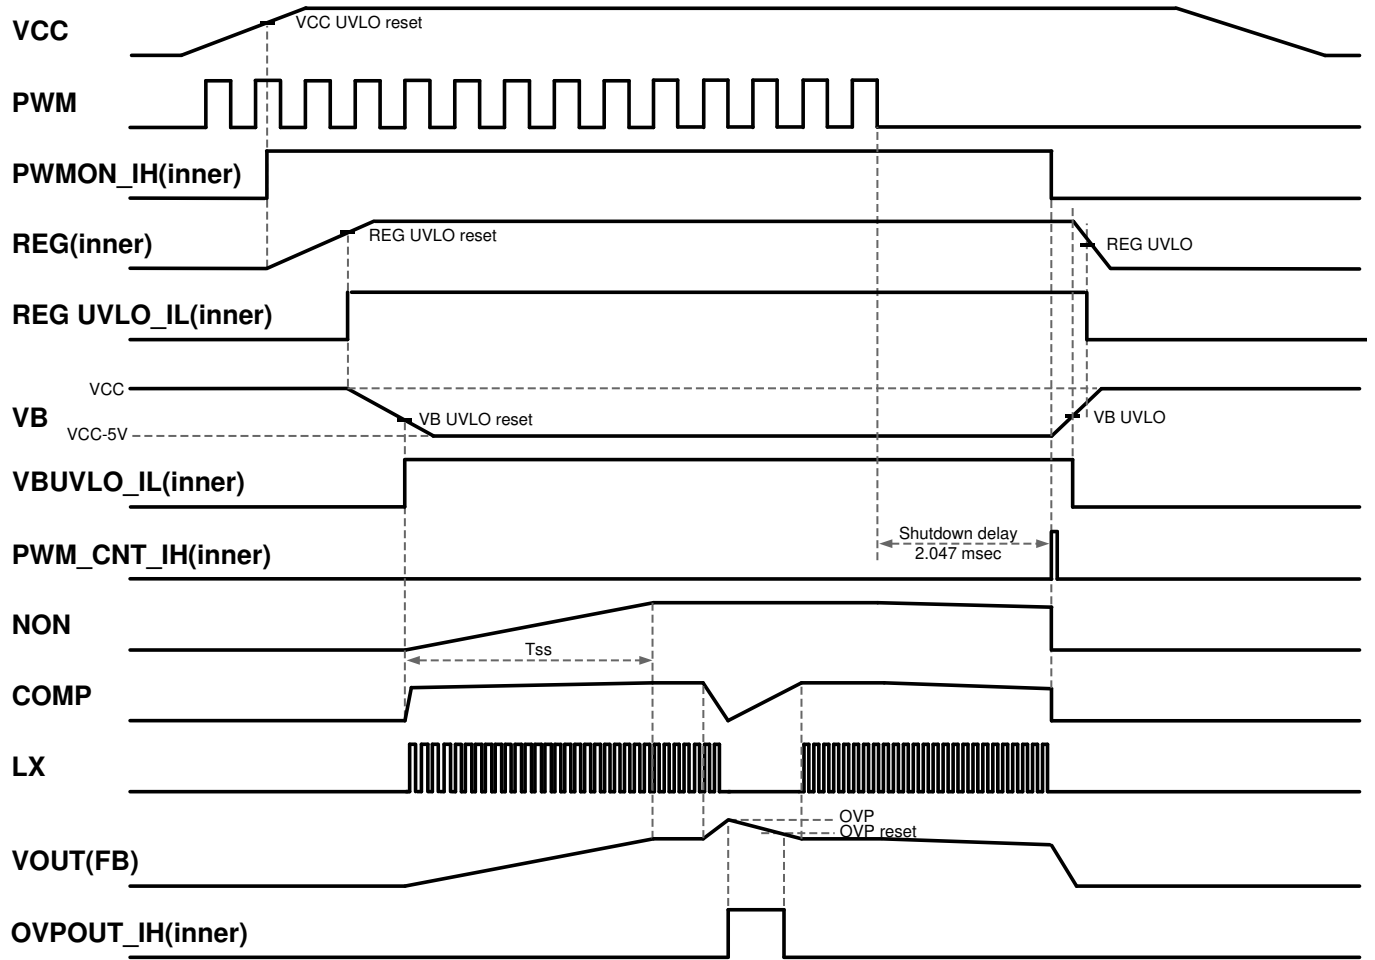 VCC
VCC UVLO reset
PWM
PWMON_IH(inner)
REG(inner)
REG UVLO reset
REG UVLO
REG UVLO_IL(inner)
VCC
VB
VB UVLO reset
VB UVLO
VCC-5V
VBUVLO_IL(inner)
Shutdown delay
2.047 msec
PWM_CNT_IH(inner)
NON
Tss
COMP
LX
OVP
OVP reset
VOUT(FB)
OVPOUT_IH(inner)